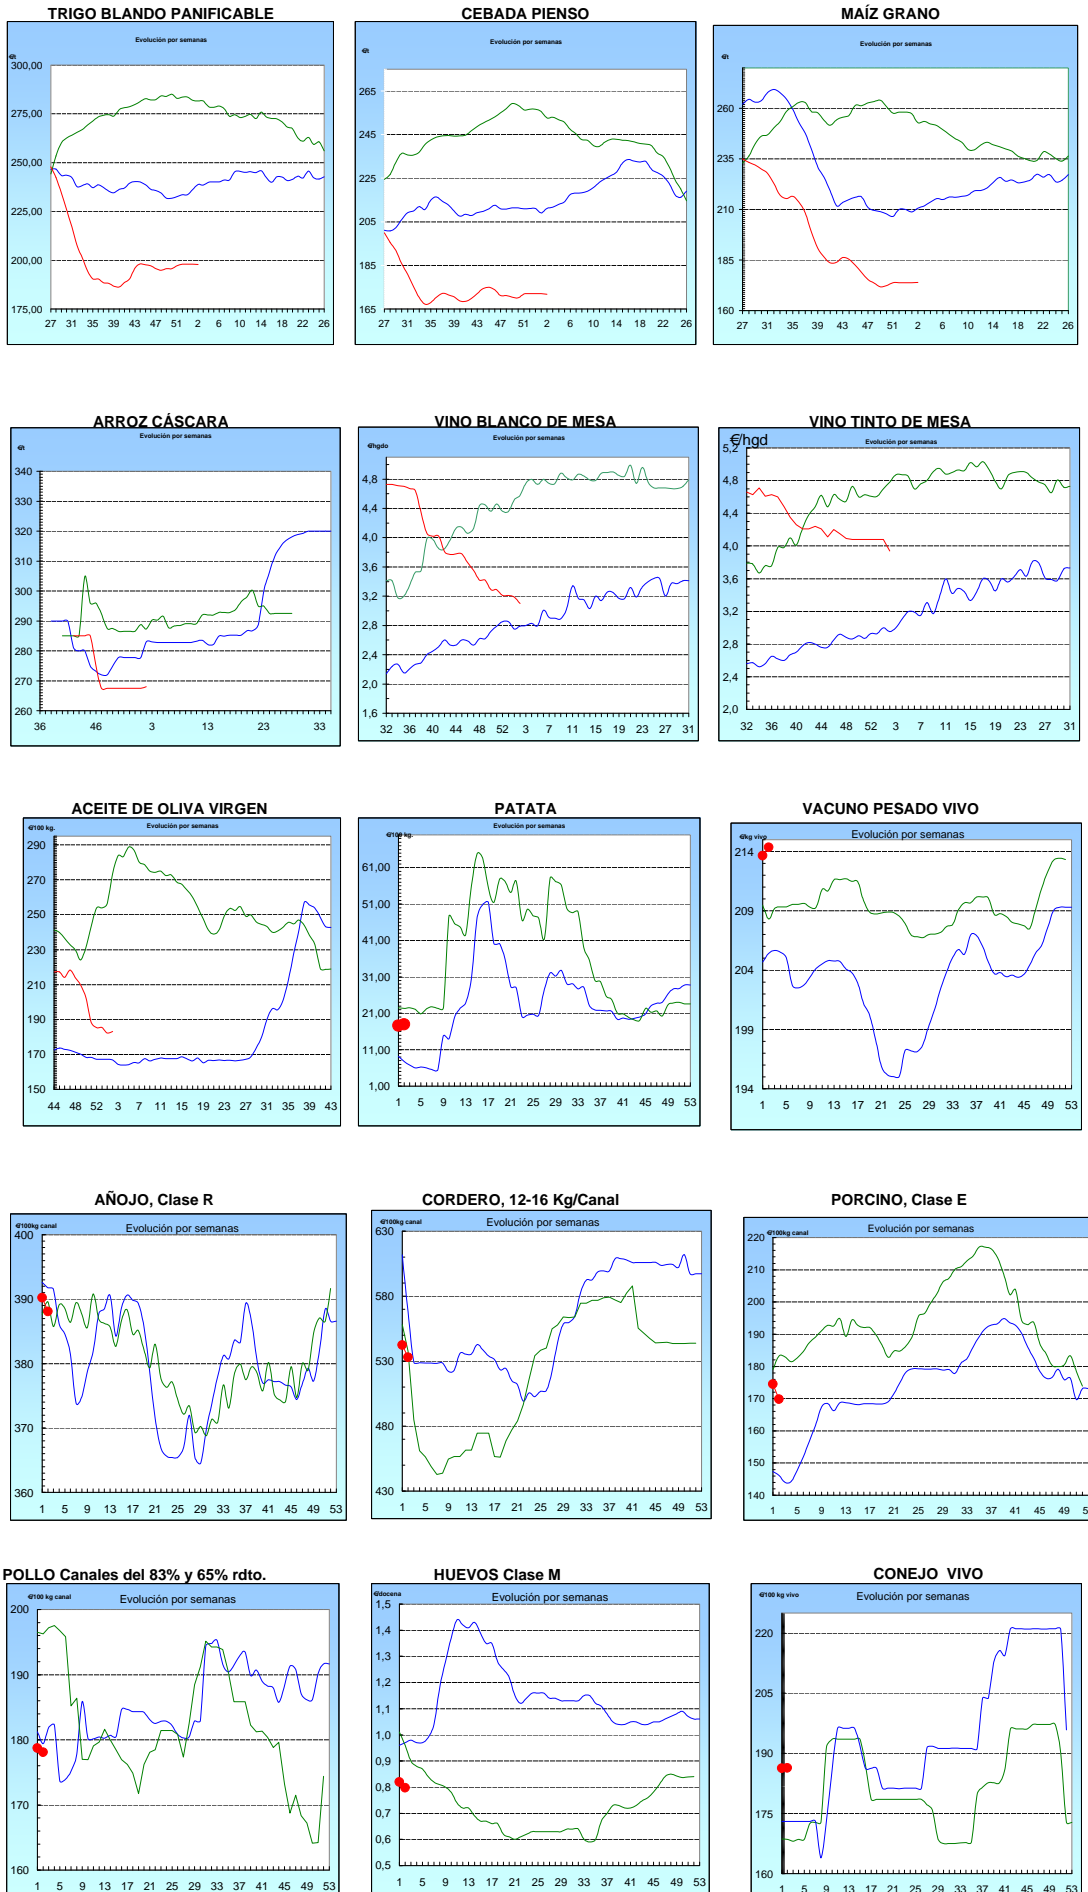 TRIGO BLANDO PANIFICABLE
Evolución por semanas
€/t
300,00
275,00
250,00
225,00
200,00
175,00
27 31 35 39 43 47 51 2 6 10 14 18 22 26
CEBADA PIENSO
Evolución por semanas
€/t
265
245
225
205
185
165
27 31 35 39 43 47 51 2 6 10 14 18 22 26
MAÍZ GRANO
Evolución por semanas
€/t
260
235
210
185
160
27 31 35 39 43 47 51 2 6 10 14 18 22 26
ARROZ CÁSCARA
Evolución por semanas
€/t
340
330
320
310
300
290
280
270
260
36 46 3 13 23 33
VINO BLANCO DE MESA
Evolución por semanas
€/hgdo
4,8
4,4
4,0
3,6
3,2
2,8
2,4
2,0
1,6
32 36 40 44 48 52 3 7 11 15 19 23 27 31
VINO TINTO DE MESA
€/hgd
Evolución por semanas
5,2
4,8
4,4
4,0
3,6
3,2
2,8
2,4
2,0
32 36 40 44 48 52 3 7 11 15 19 23 27 31
ACEITE DE OLIVA VIRGEN
€/100 kg.
Evolución por semanas
290
270
250
230
210
190
170
150
44 48 52 3 7 11 15 19 23 27 31 35 39 43
PATATA
Evolución por semanas
€/100 kg.
61,00
51,00
41,00
31,00
21,00
11,00
1,00
1 5 9 13 17 21 25 29 33 37 41 45 49 53
VACUNO PESADO VIVO
€/kg vivo
Evolución por semanas
214
209
204
199
194
1 5 9 13 17 21 25 29 33 37 41 45 49 53
AÑOJO, Clase R
€/100kg canal
Evolución por semanas
400
390
380
370
360
1 5 9 13 17 21 25 29 33 37 41 45 49 53
CORDERO, 12-16 Kg/Canal
€/100kg canal
Evolución por semanas
630
580
530
480
430
1 5 9 13 17 21 25 29 33 37 41 45 49 53
PORCINO, Clase E
Evolución por semanas
€/100kg canal
220
210
200
190
180
170
160
150
140
1 5 9 13 17 21 25 29 33 37 41 45 49
POLLO Canales del 83% y 65% rdto.
€/100 kg canal
Evolución por semanas
200
190
180
170
160
1 5 9 13 17 21 25 29 33 37 41 45 49 53
HUEVOS Clase M
€/docena
Evolución por semanas
1,5
1,4
1,3
1,2
1,1
1,0
0,9
0,8
0,7
0,6
0,5
1 5 9 13 17 21 25 29 33 37 41 45 49 53
CONEJO VIVO
€/100 kg vivo
Evolución por semanas
220
205
190
175
160
1 5 9 13 17 21 25 29 33 37 41 45 49 53